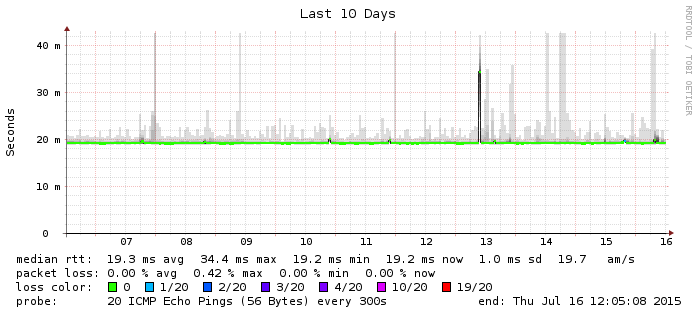 Last 10 Days
RRDTOOL / TOBI OETIKER
Seconds
40 m
30 m
20 m
10 m
0
07 08 09 10 11 12 13 14 15 16
median rtt: 19.3 ms avg 34.4 ms max 19.2 ms min 19.2 ms now 1.0 ms sd 19.7 am/s
packet loss: 0.00 % avg 0.42 % max 0.00 % min 0.00 % now
loss color: 0 1/20 2/20 3/20 4/20 10/20 19/20
probe: 20 ICMP Echo Pings (56 Bytes) every 300s end: Thu Jul 16 12:05:08 2015